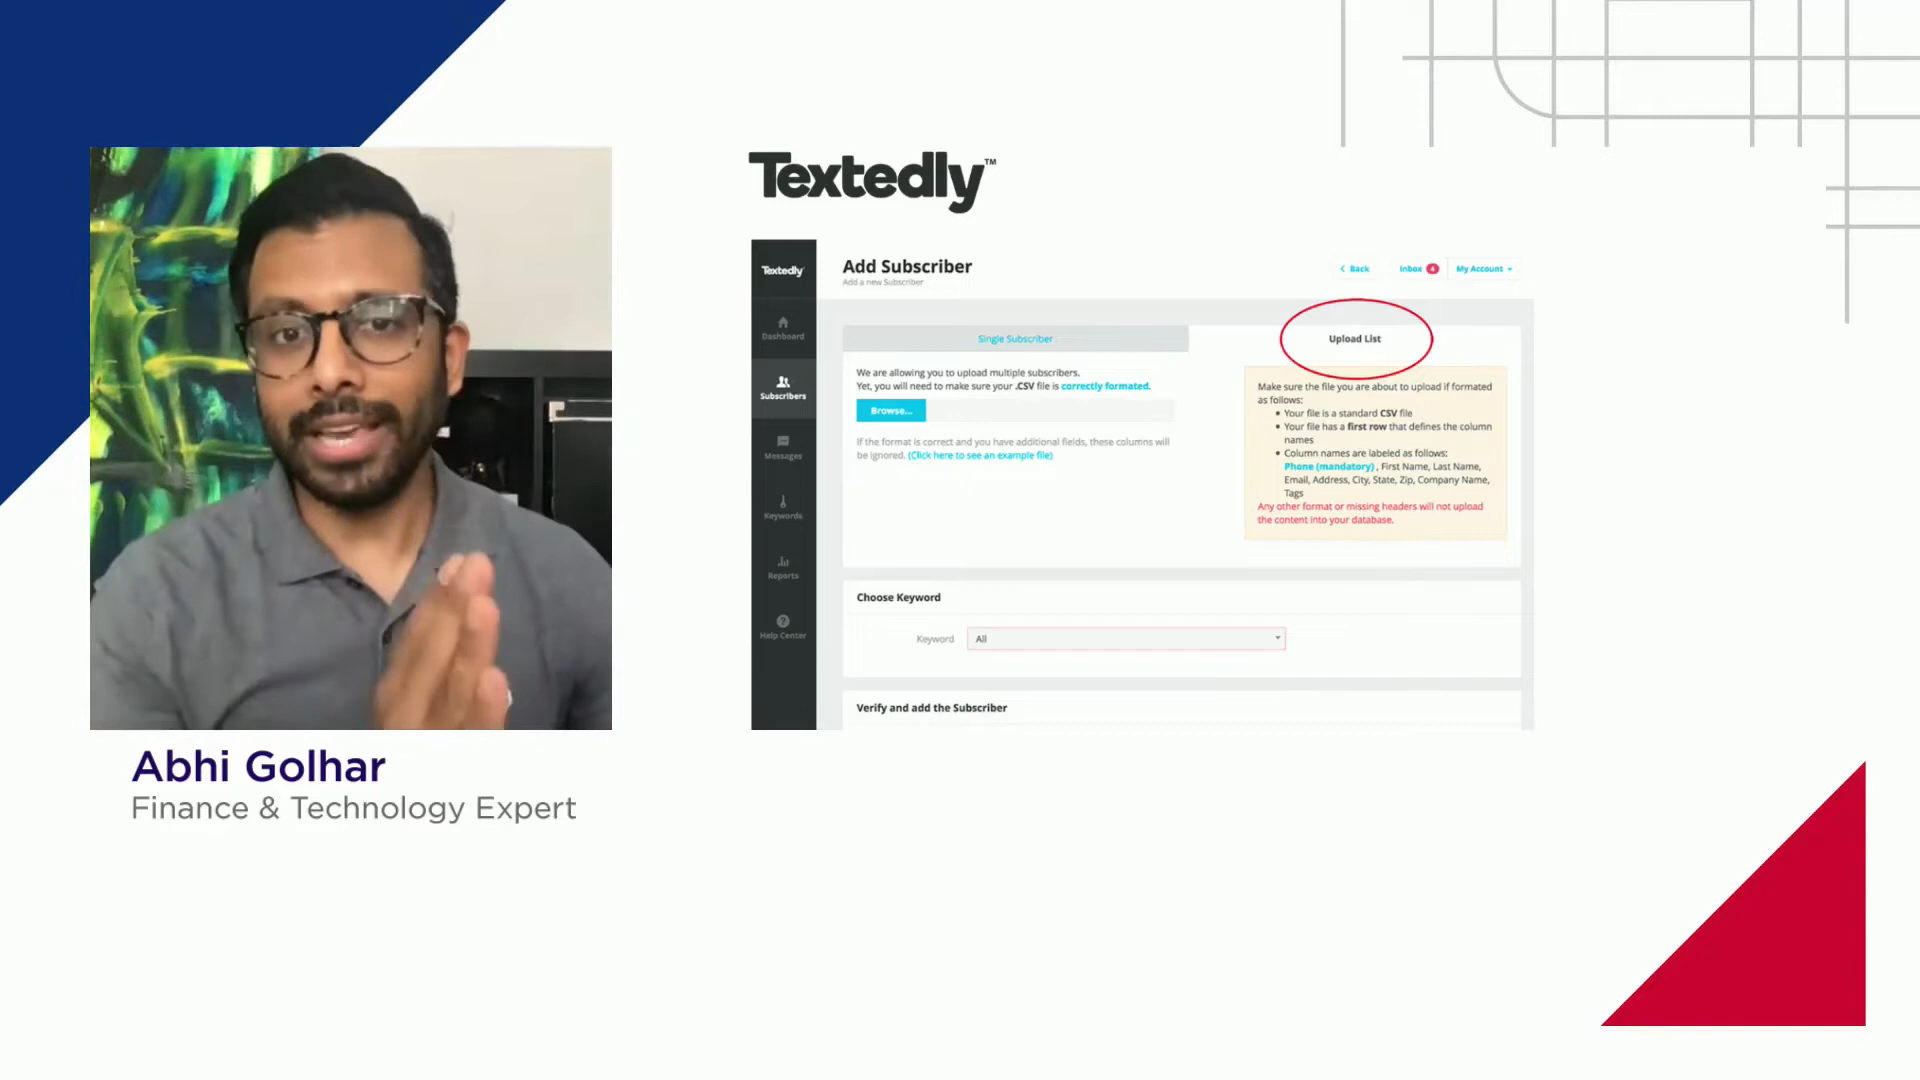 Textedly™
Textedly
Add Subscriber
Add a new Subscriber
Back
Inbox 4
My Account
Dashboard
Subscribers
Messages
Keywords
Reports
Help Center
Single Subscriber
Upload List
We are allowing you to upload multiple subscribers.
Yet, you will need to make sure your .CSV file is correctly formated.
Browse...
If the format is correct and you have additional fields, these columns will
be ignored. (Click here to see an example file)
Make sure the file you are about to upload if formated
as follows:
• Your file is a standard CSV file
• Your file has a first row that defines the column
names
• Column names are labeled as follows:
Phone (mandatory) , First Name, Last Name,
Email, Address, City, State, Zip, Company Name,
Tags
Any other format or missing headers will not upload
the content into your database.
Choose Keyword
Keyword
All
Verify and add the Subscriber
Abhi Golhar
Finance & Technology Expert